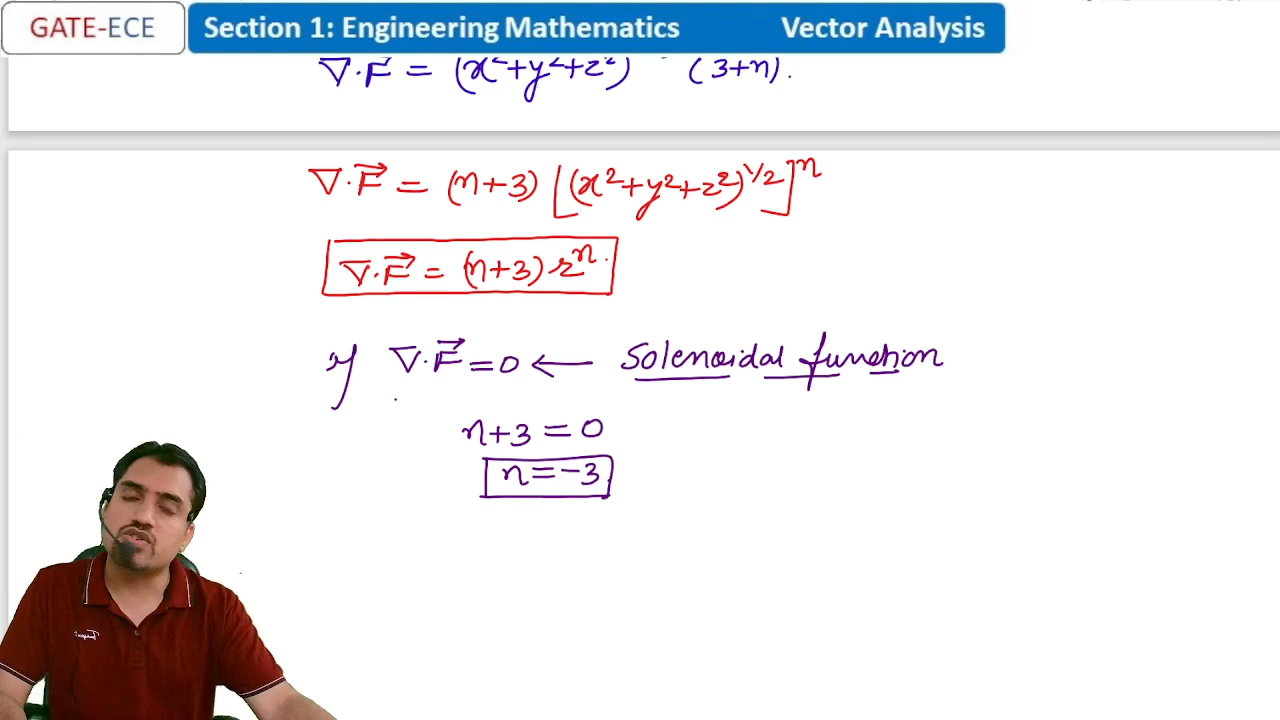 GATE-ECE
Section 1: Engineering Mathematics Vector Analysis
∇·F⃗ = (x²+y²+z²) (3+n).
∇·F⃗ = (n+3) [(x²+y²+z²)^1/2]^n
∇·F⃗ = (n+3) r^n.
if ∇·F⃗ = 0 ← Solenoidal function
n+3 = 0
n = -3